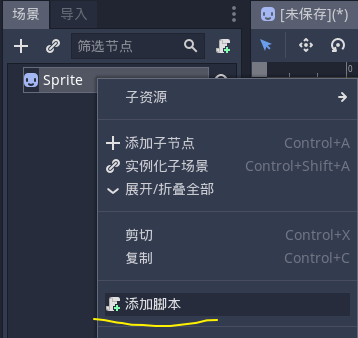 场景 导入
[未保存](*)
筛选节点
0
Sprite
子资源
添加子节点 Control+A
实例化子场景 Control+Shift+A
展开/折叠全部
剪切 Control+X
复制 Control+C
添加脚本